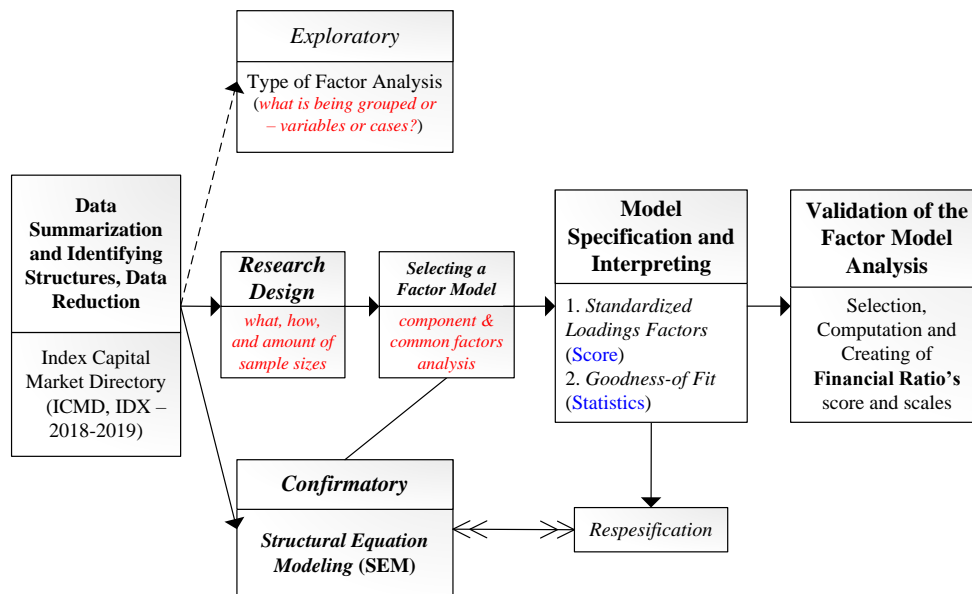 Exploratory
Type of Factor Analysis
(what is being grouped or
– variables or cases?)
Data
Summarization
and Identifying
Structures, Data
Reduction
Index Capital
Market Directory
(ICMD, IDX –
2018-2019)
Research
Design
what, how,
and amount of
sample sizes
Selecting a
Factor Model
component &
common factors
analysis
Model
Specification and
Interpreting
1. Standardized
Loadings Factors
(Score)
2. Goodness-of Fit
(Statistics)
Validation of the
Factor Model
Analysis
Selection,
Computation and
Creating of
Financial Ratio's
score and scales
Confirmatory
Structural Equation
Modeling (SEM)
Respesification